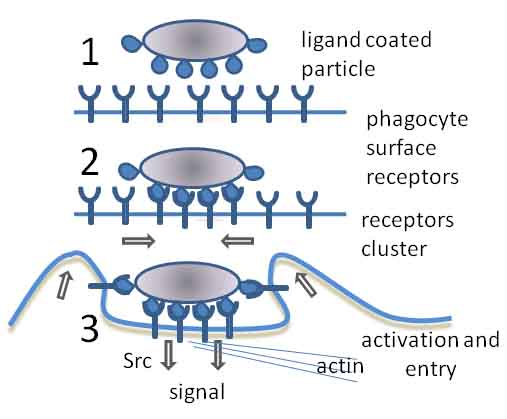 1
ligand coated
particle
phagocyte
surface
receptors
2
receptors
cluster
3
Src
signal
actin
activation and
entry